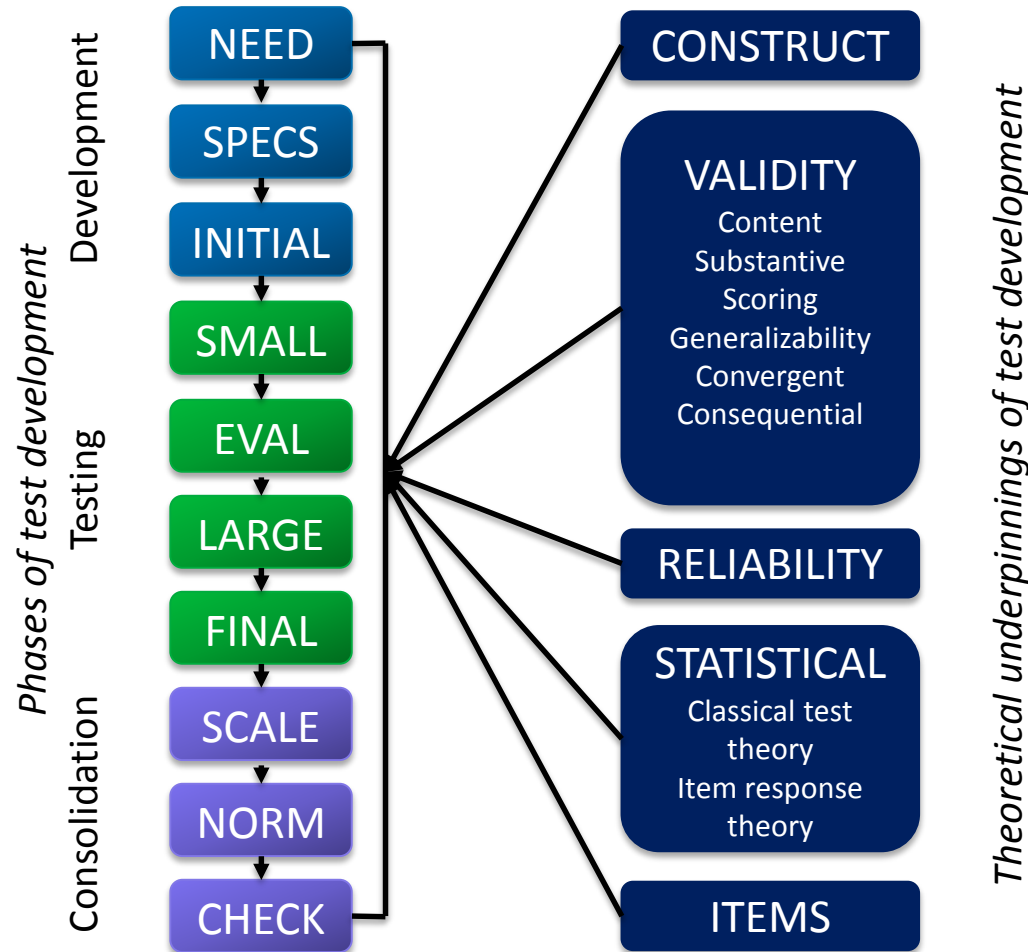 Phases of test development
Development
Testing
Consolidation
NEED
SPECS
INITIAL
SMALL
EVAL
LARGE
FINAL
SCALE
NORM
CHECK
CONSTRUCT
VALIDITY
Content
Substantive
Scoring
Generalizability
Convergent
Consequential
RELIABILITY
STATISTICAL
Classical test
theory
Item response
theory
ITEMS
Theoretical underpinnings of test development